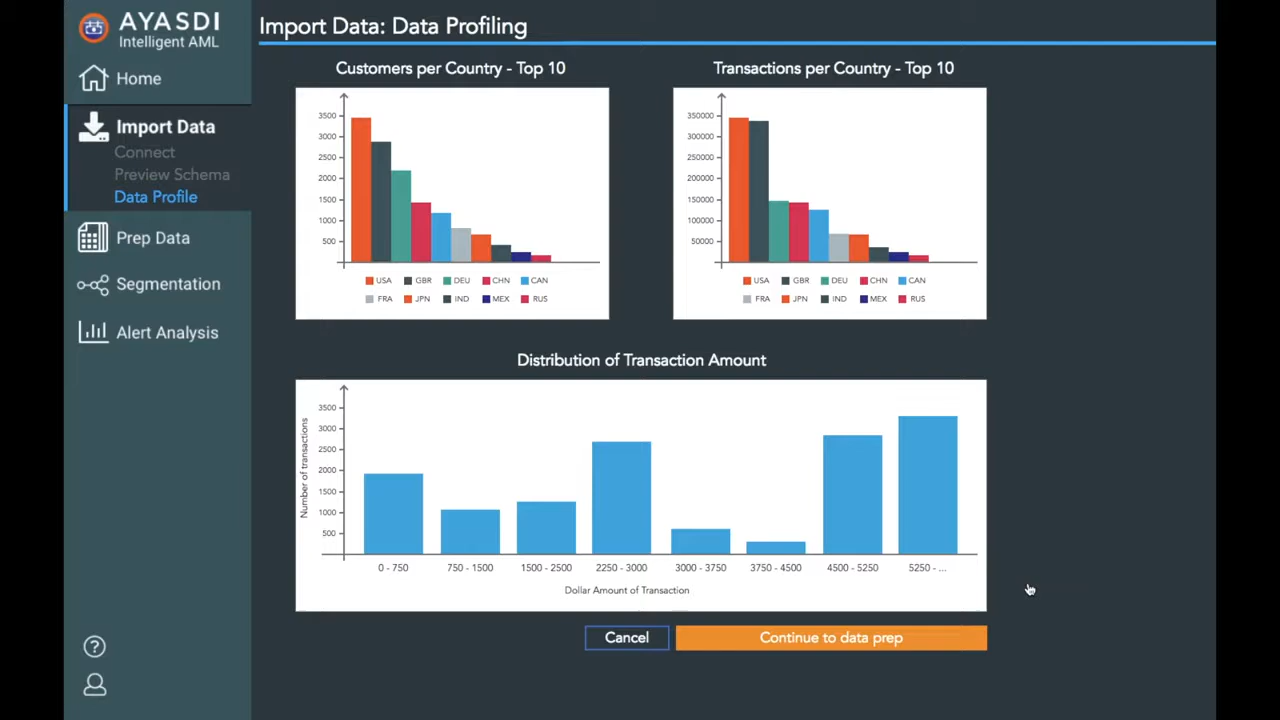 AYASDI
Intelligent AML
Home
Import Data
Connect
Preview Schema
Data Profile
Prep Data
Segmentation
Alert Analysis
Import Data: Data Profiling
Customers per Country - Top 10
3500
3000
2500
2000
1500
1000
500
USA GBR DEU CHN CAN
FRA JPN IND MEX RUS
Transactions per Country - Top 10
350000
300000
250000
200000
150000
100000
50000
USA GBR DEU CHN CAN
FRA JPN IND MEX RUS
Distribution of Transaction Amount
Number of transactions
3500
3000
2500
2000
1500
1000
500
0 - 750 750 - 1500 1500 - 2500 2250 - 3000 3000 - 3750 3750 - 4500 4500 - 5250 5250 - ...
Dollar Amount of Transaction
Cancel
Continue to data prep
?